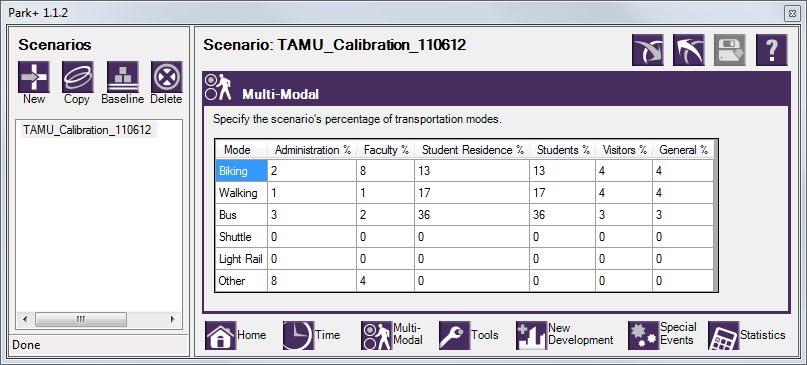 Park+ 1.1.2
Scenarios
New Copy Baseline Delete
TAMU_Calibration_110612
Done
Scenario: TAMU_Calibration_110612
?
Multi-Modal
Specify the scenario's percentage of transportation modes.
Mode Administration % Faculty % Student Residence % Students % Visitors % General %
Biking 2 8 13 13 4 4
Walking 1 1 17 17 4 4
Bus 3 2 36 36 3 3
Shuttle 0 0 0 0 0 0
Light Rail 0 0 0 0 0 0
Other 8 4 0 0 0
Home
Time
Multi-
Modal
Tools
New
Development
Special
Events
Statistics